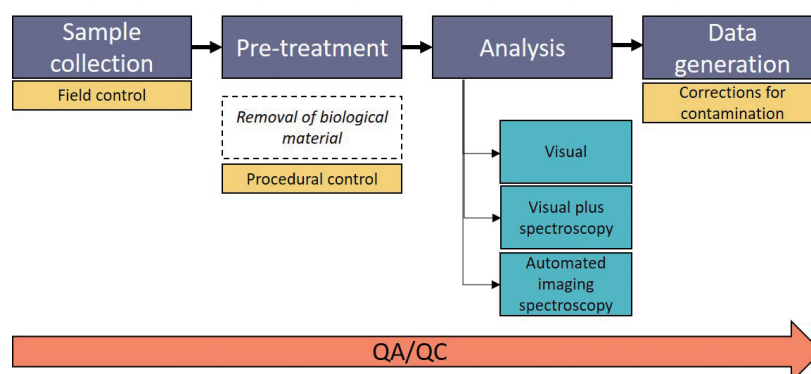 Sample
collection
Pre-treatment
Analysis
Data
generation
Field control
Removal of biological
material
Procedural control
Corrections for
contamination
Visual
Visual plus
spectroscopy
Automated
imaging
spectroscopy
QA/QC